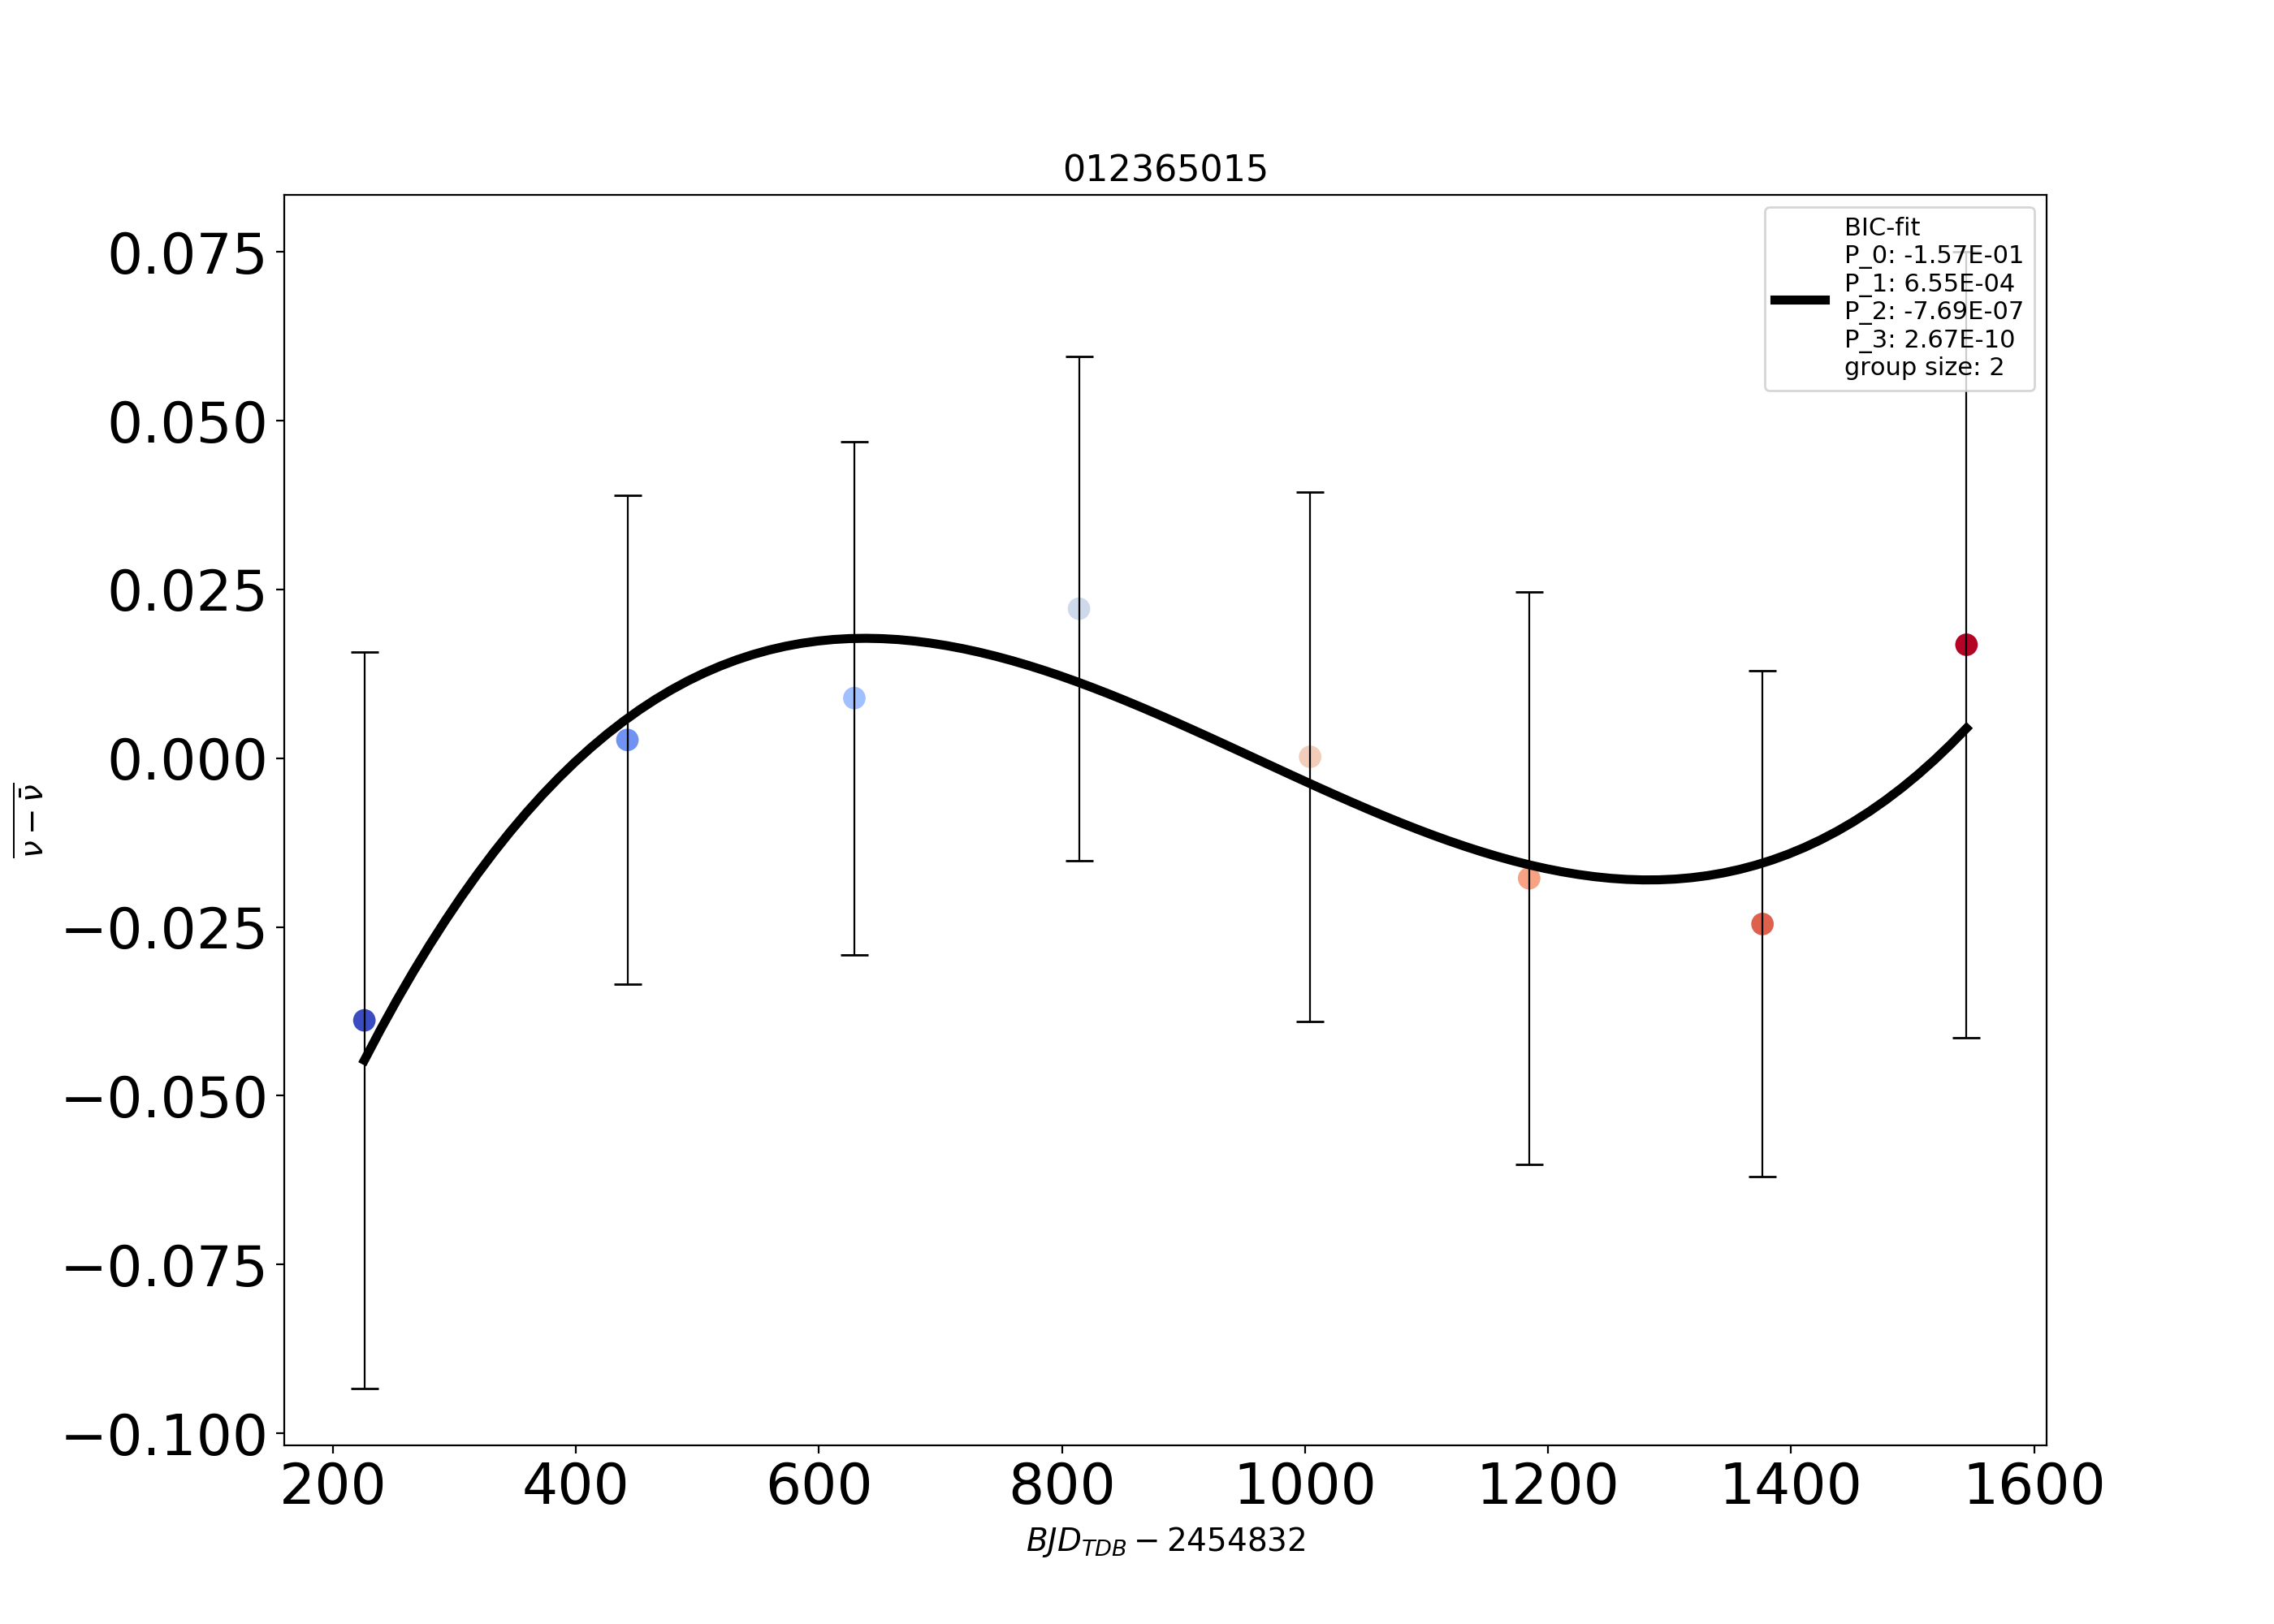 012365015
BIC-fit
P_0: -1.57E-01
P_1: 6.55E-04
P_2: -7.69E-07
P_3: 2.67E-10
group size: 2
0.075
0.050
0.025
0.000
−0.025
−0.050
−0.075
−0.100
ν − ν̄
200 400 600 800 1000 1200 1400 1600
BJD_TDB − 2454832